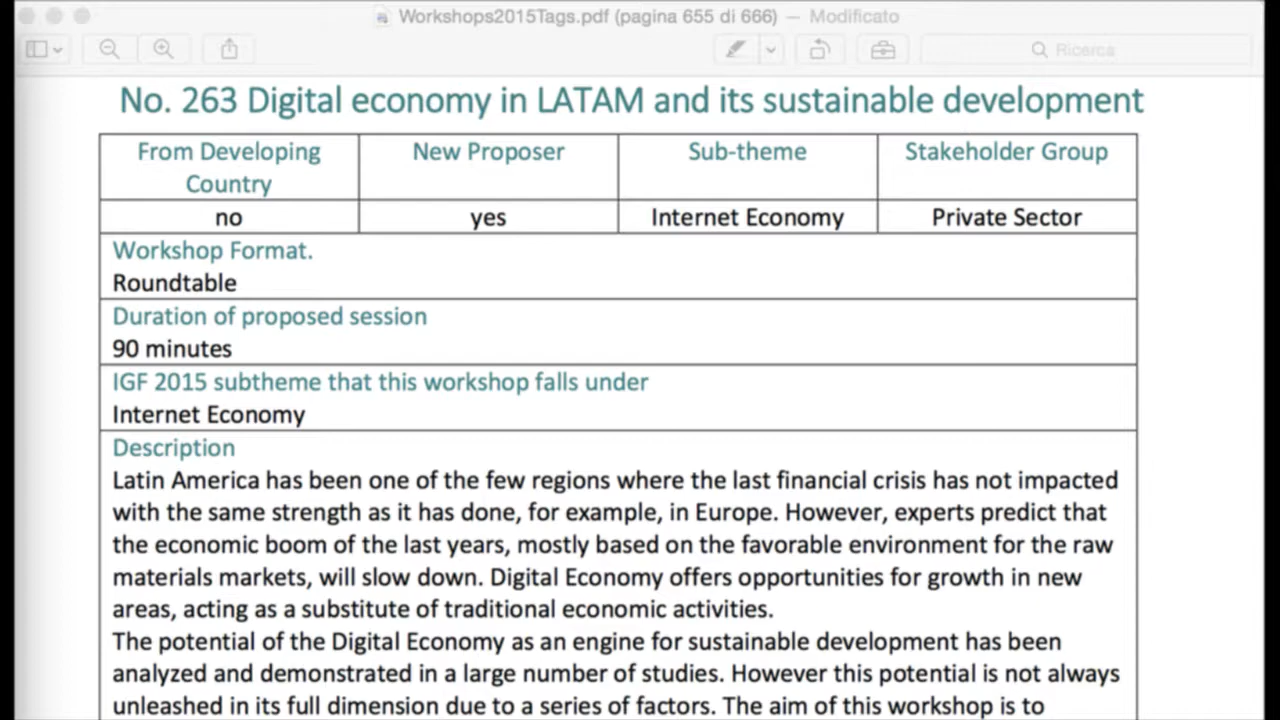 Workshops2015Tags.pdf (pagina 655 di 666) — Modificato
Ricerca
No. 263 Digital economy in LATAM and its sustainable development
From Developing Country
New Proposer
Sub-theme
Stakeholder Group
no
yes
Internet Economy
Private Sector
Workshop Format.
Roundtable
Duration of proposed session
90 minutes
IGF 2015 subtheme that this workshop falls under
Internet Economy
Description
Latin America has been one of the few regions where the last financial crisis has not impacted
with the same strength as it has done, for example, in Europe. However, experts predict that
the economic boom of the last years, mostly based on the favorable environment for the raw
materials markets, will slow down. Digital Economy offers opportunities for growth in new
areas, acting as a substitute of traditional economic activities.
The potential of the Digital Economy as an engine for sustainable development has been
analyzed and demonstrated in a large number of studies. However this potential is not always
unleashed in its full dimension due to a series of factors. The aim of this workshop is to